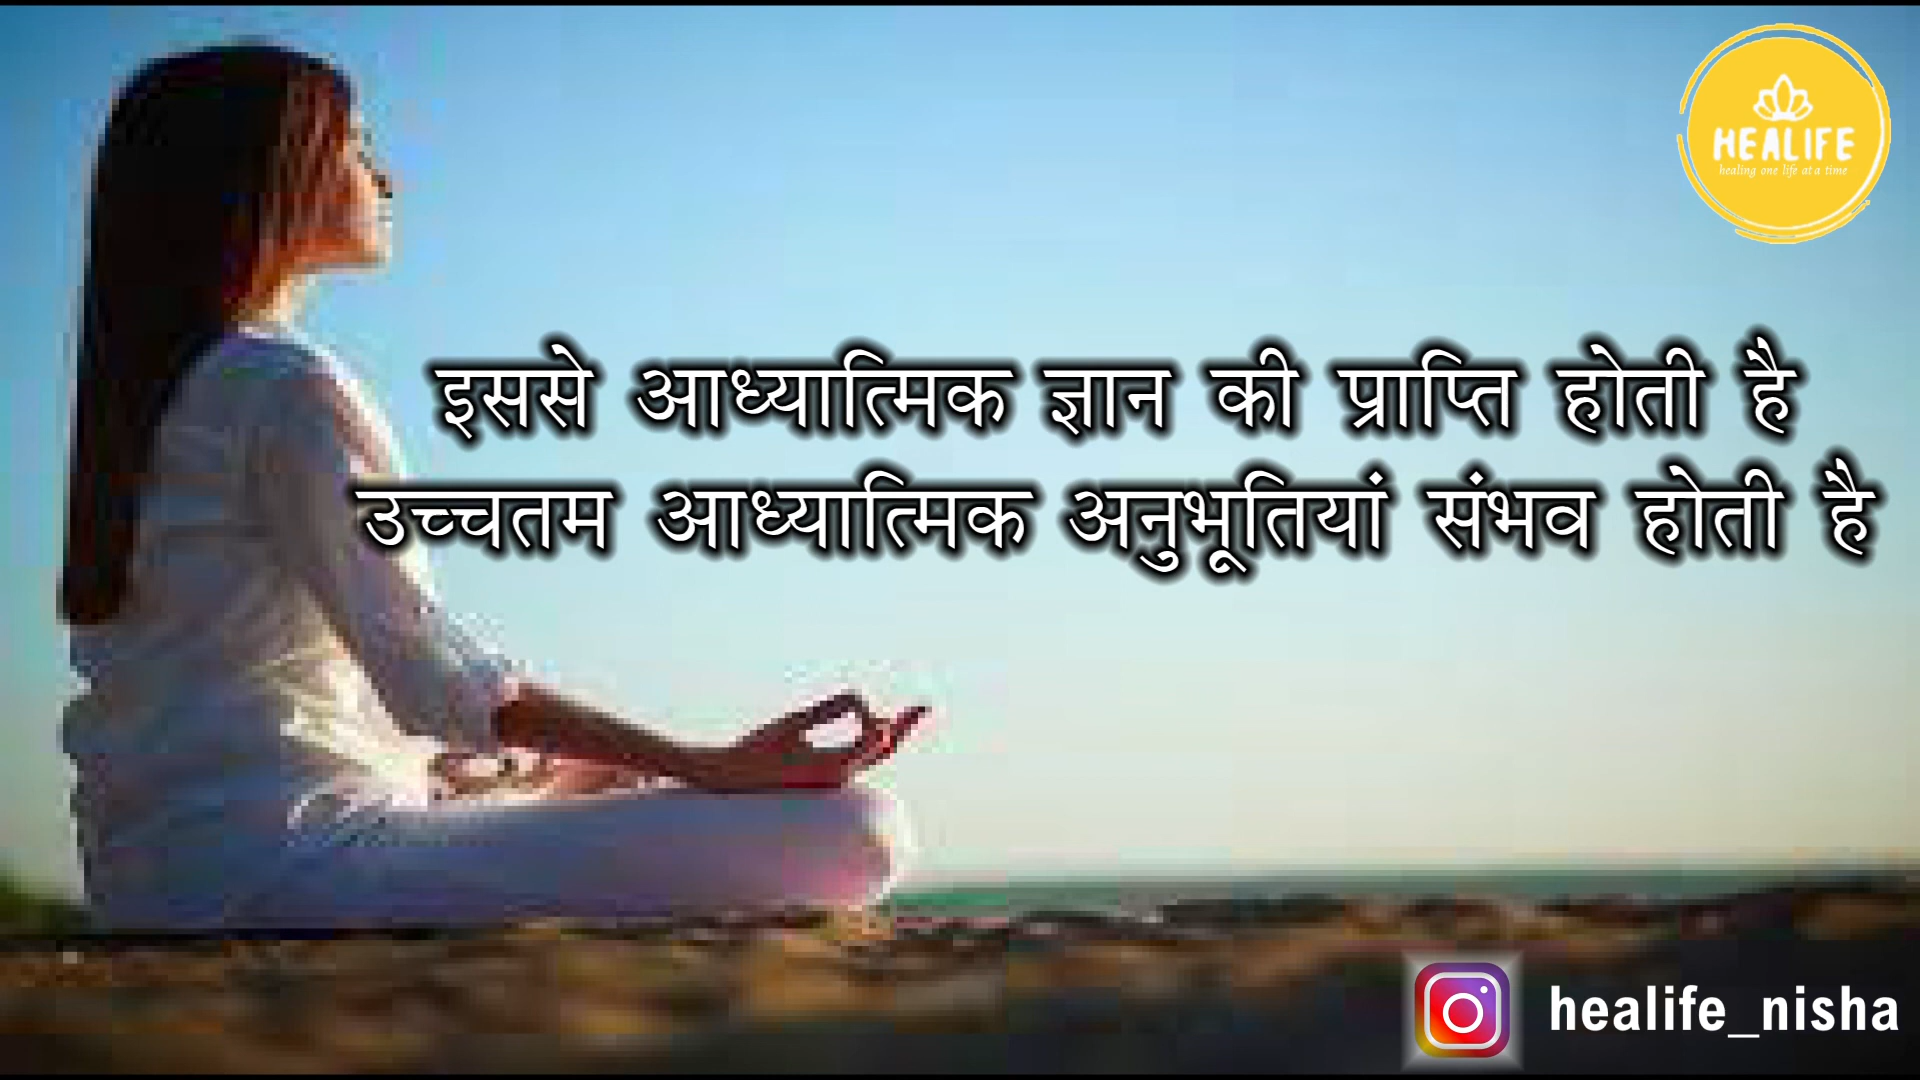 HEALIFE
healing one life at a time
इससे आध्यात्मिक ज्ञान की प्राप्ति होती है
उच्चतम आध्यात्मिक अनुभूतियां संभव होती है
healife_nisha